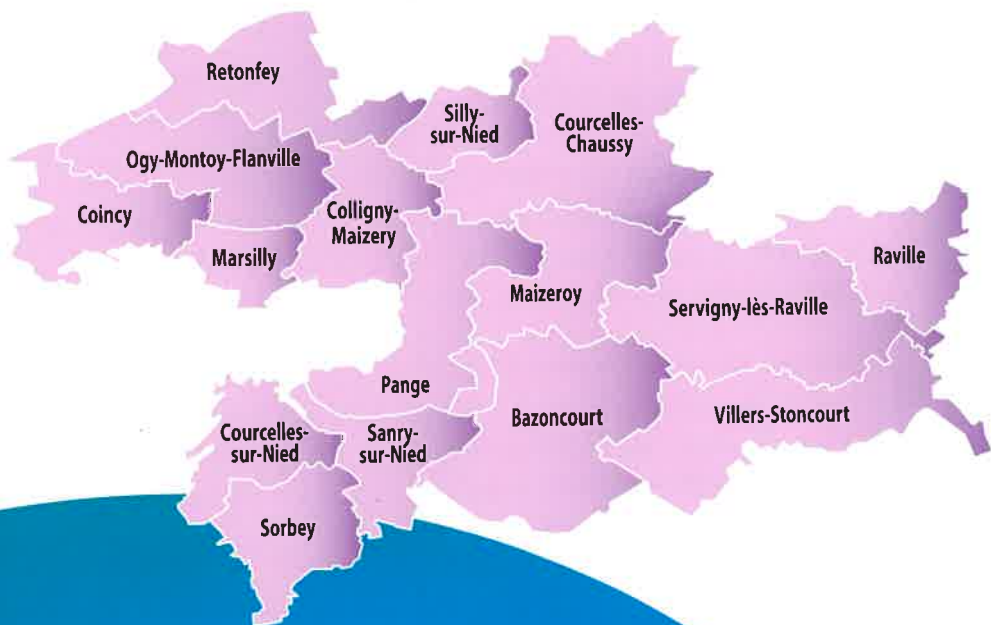 Retonfey
Silly-
sur-Nied
Courcelles-
Chaussy
Ogy-Montoy-Flanville
Coincy
Colligny-
Maizery
Marsilly
Raville
Maizeroy
Servigny-lès-Raville
Pange
Bazoncourt
Villers-Stoncourt
Courcelles-
sur-Nied
Sanry-
sur-Nied
Sorbey